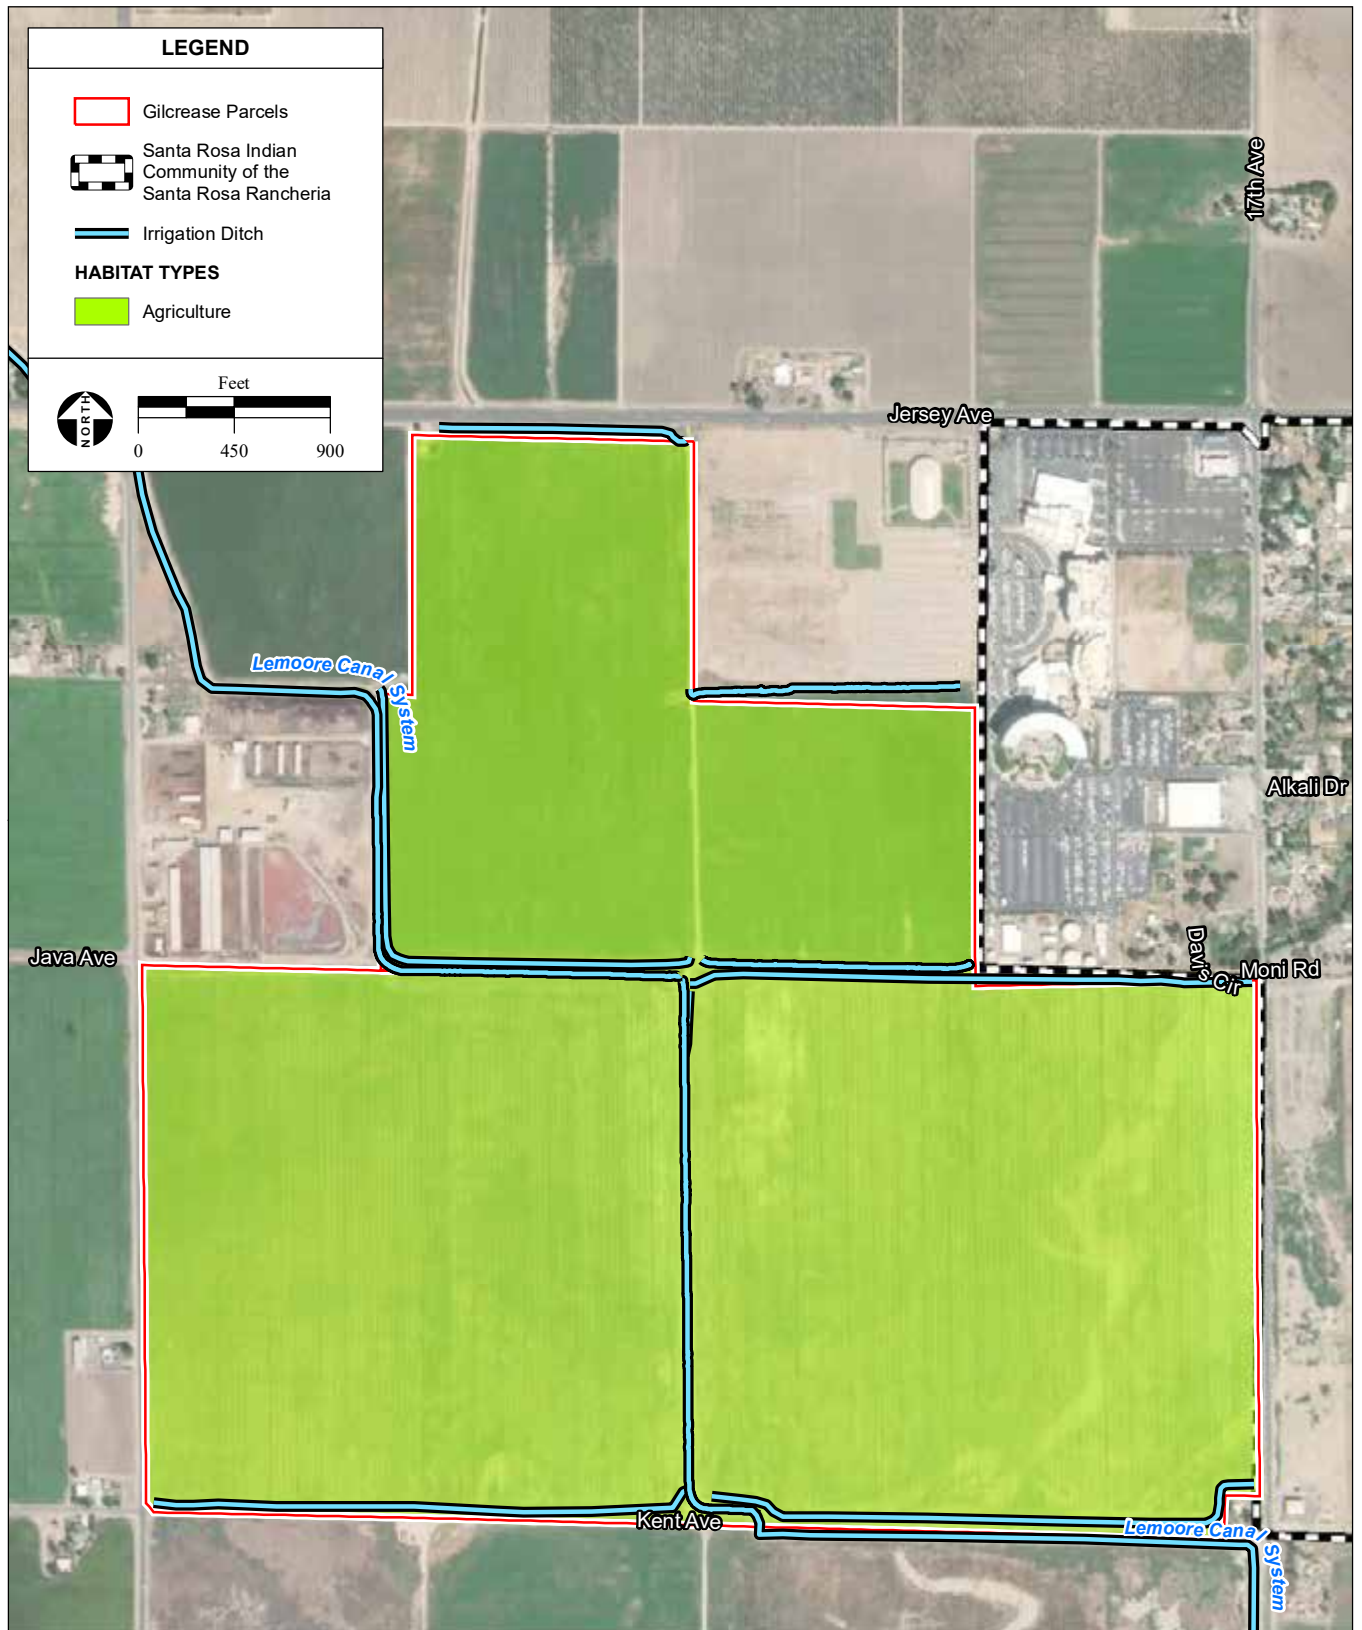 LEGEND
Gilcrease Parcels
Santa Rosa Indian
Community of the
Santa Rosa Rancheria
Irrigation Ditch
HABITAT TYPES
Agriculture
NORTH
Feet
0 450 900
17th Ave
Jersey Ave
Lemoore Canal System
Alkali Dr
Java Ave
Davis Cir
Moni Rd
Kent Ave
Lemoore Canal System